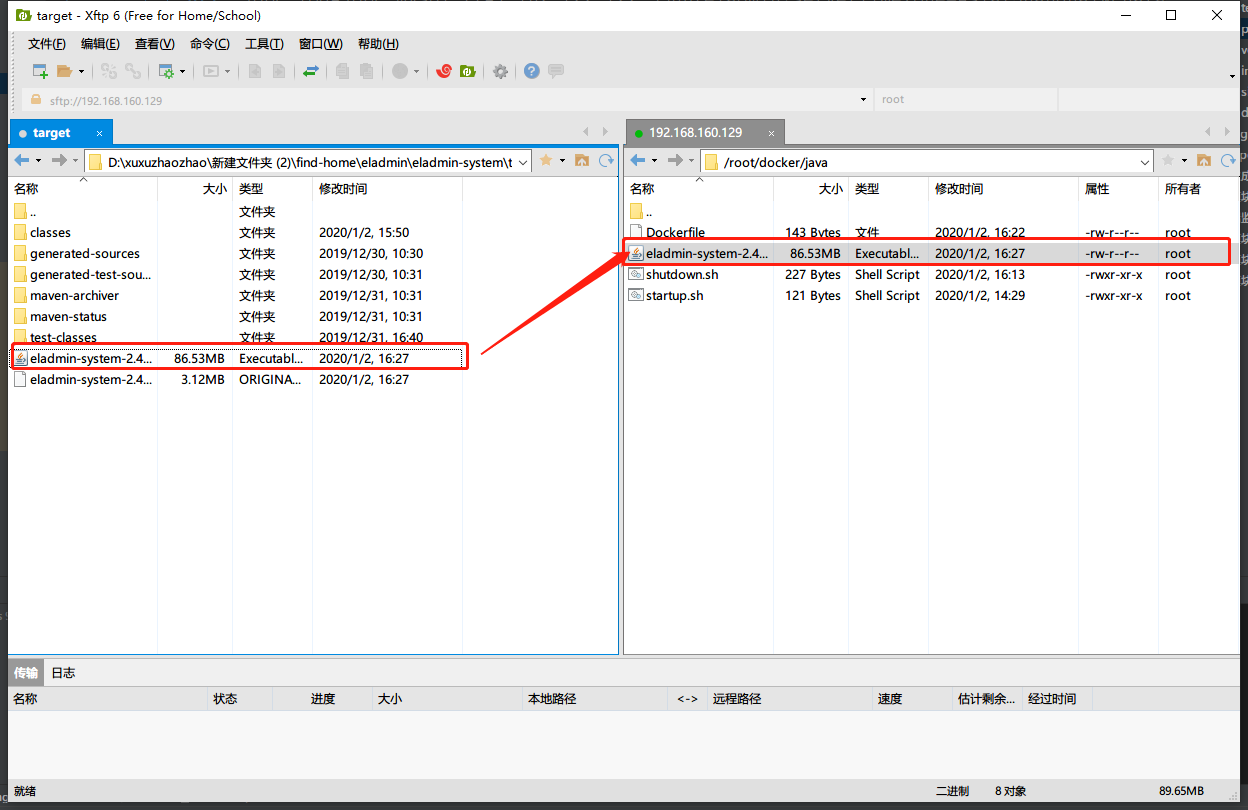 target - Xftp 6 (Free for Home/School)
文件(F) 编辑(E) 查看(V) 命令(C) 工具(T) 窗口(W) 帮助(H)
sftp://192.168.160.129 root
target × 192.168.160.129 ×
D:\xuxuzhaozhao\新建文件夹 (2)\find-home\eladmin\eladmin-system\t /root/docker/java
名称 大小 类型 修改时间
.. 文件夹
classes 文件夹 2020/1/2, 15:50
generated-sources 文件夹 2019/12/30, 10:30
generated-test-sou... 文件夹 2019/12/30, 10:31
maven-archiver 文件夹 2019/12/31, 10:31
maven-status 文件夹 2019/12/31, 10:31
test-classes 文件夹 2019/12/31, 16:40
eladmin-system-2.4... 86.53MB Executabl... 2020/1/2, 16:27
eladmin-system-2.4... 3.12MB ORIGINA... 2020/1/2, 16:27
名称 大小 类型 修改时间 属性 所有者
..
Dockerfile 143 Bytes 文件 2020/1/2, 16:22 -rw-r--r-- root
eladmin-system-2.4... 86.53MB Executabl... 2020/1/2, 16:27 -rw-r--r-- root
shutdown.sh 227 Bytes Shell Script 2020/1/2, 16:13 -rwxr-xr-x root
startup.sh 121 Bytes Shell Script 2020/1/2, 14:29 -rwxr-xr-x root
传输 日志
名称 状态 进度 大小 本地路径 <-> 远程路径 速度 估计剩余... 经过时间
就绪 二进制 8 对象 89.65MB